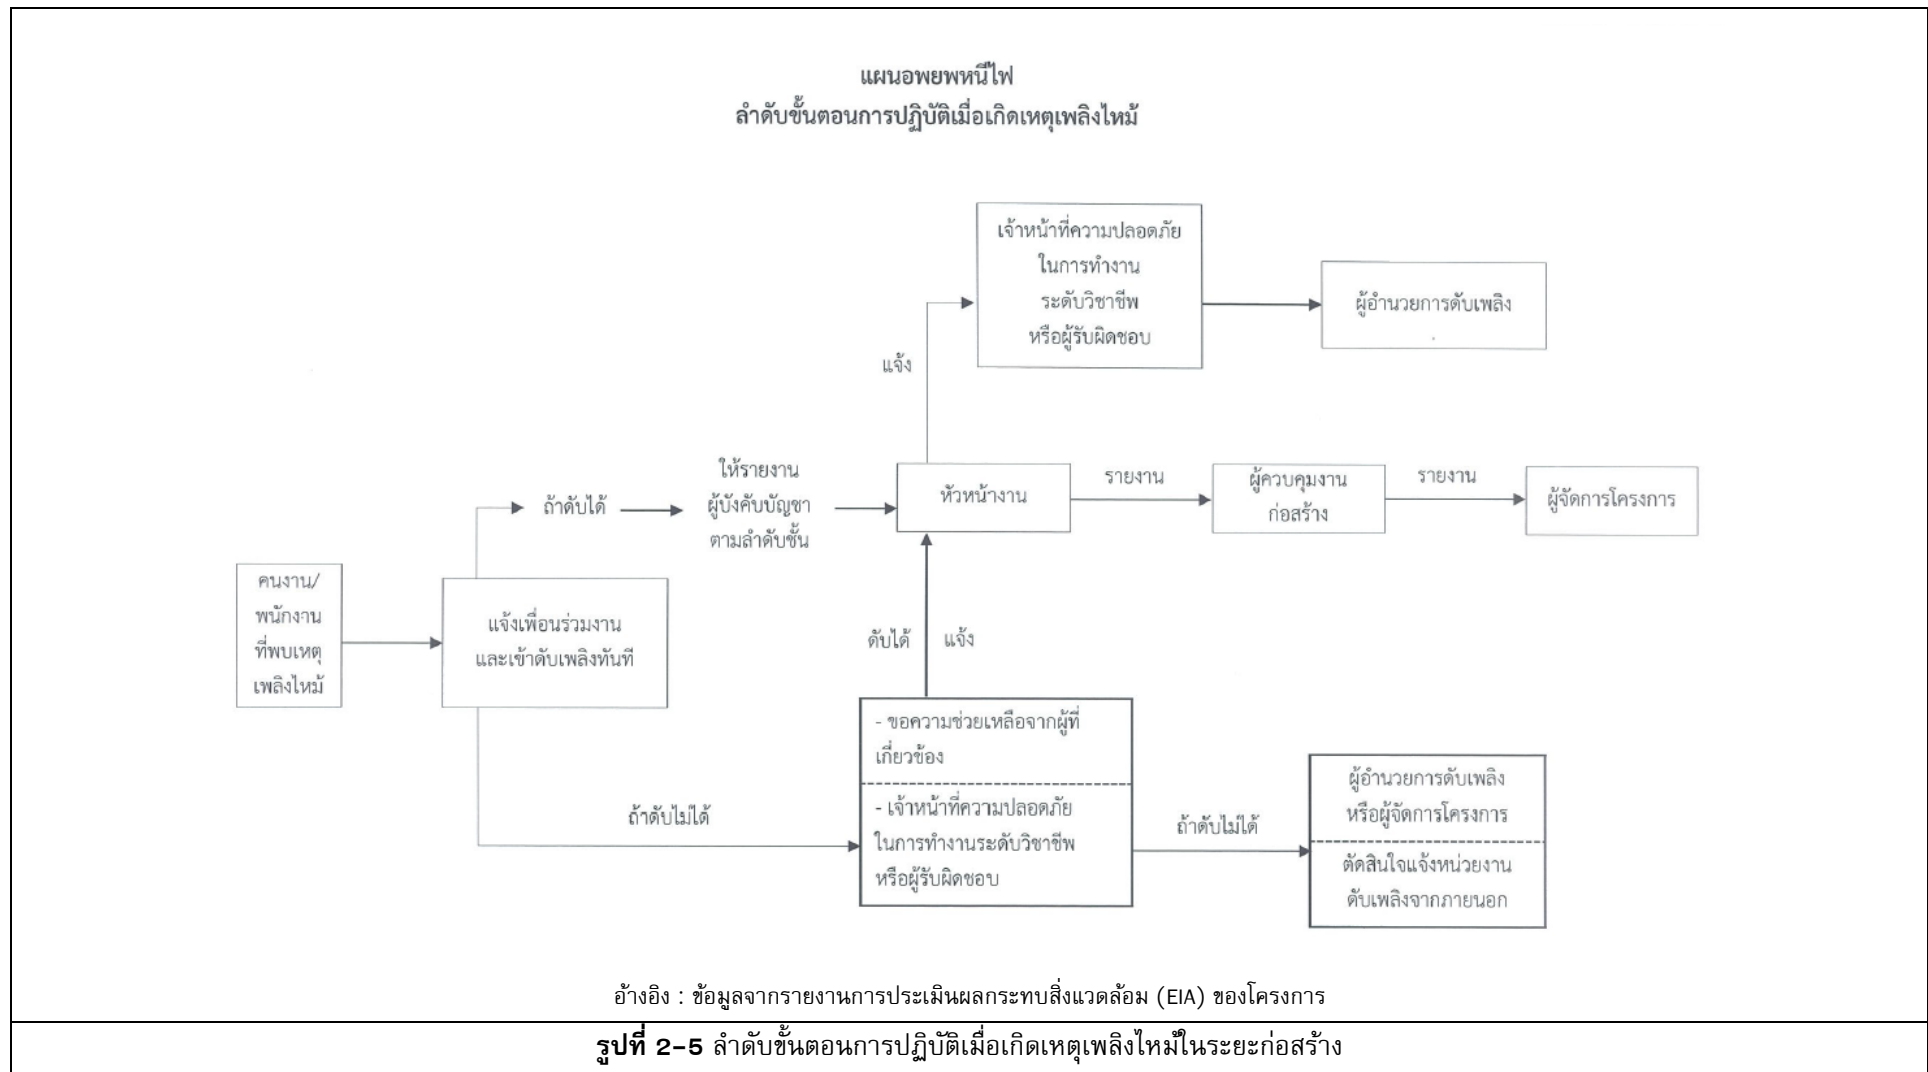 แผนอพยพหนีไฟ
ลำดับขั้นตอนการปฏิบัติเมื่อเกิดเหตุเพลิงไหม้
เจ้าหน้าที่ความปลอดภัย
ในการทำงาน
ระดับวิชาชีพ
หรือผู้รับผิดชอบ
ผู้อำนวยการดับเพลิง
แจ้ง
ให้รายงาน
ผู้บังคับบัญชา
ตามลำดับชั้น
ถ้าดับได้
หัวหน้างาน
รายงาน
ผู้ควบคุมงาน
ก่อสร้าง
รายงาน
ผู้จัดการโครงการ
คนงาน/
พนักงาน
ที่พบเหตุ
เพลิงไหม้
แจ้งเพื่อนร่วมงาน
และเข้าดับเพลิงทันที
ดับได้
แจ้ง
- ขอความช่วยเหลือจากผู้ที่
เกี่ยวข้อง
- เจ้าหน้าที่ความปลอดภัย
ในการทำงานระดับวิชาชีพ
หรือผู้รับผิดชอบ
ถ้าดับไม่ได้
ถ้าดับไม่ได้
ผู้อำนวยการดับเพลิง
หรือผู้จัดการโครงการ
ตัดสินใจแจ้งหน่วยงาน
ดับเพลิงจากภายนอก
อ้างอิง : ข้อมูลจากรายงานการประเมินผลกระทบสิ่งแวดล้อม (EIA) ของโครงการ
รูปที่ 2-5 ลำดับขั้นตอนการปฏิบัติเมื่อเกิดเหตุเพลิงไหม้ในระยะก่อสร้าง